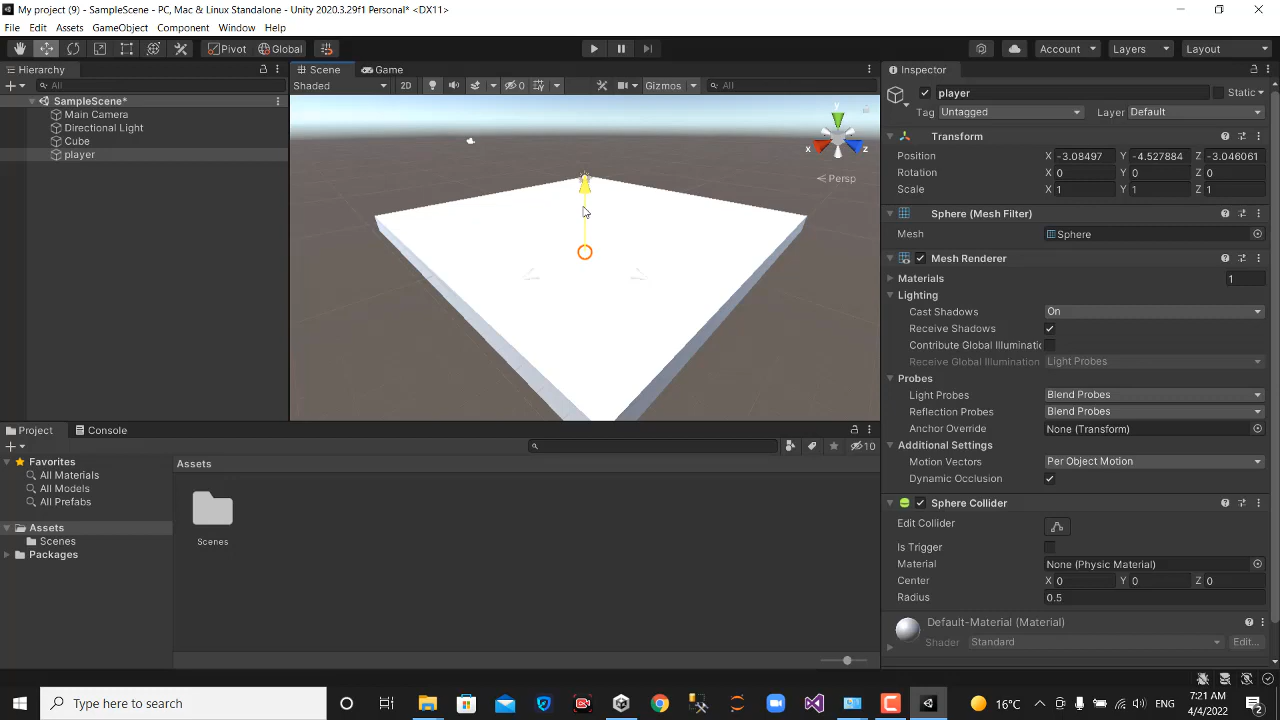 My project (9) - SampleScene - PC, Mac & Linux Standalone - Unity 2020.3.29f1 Personal* <DX11>
File Edit Assets GameObject Component Window Help
Pivot Global Account Layers Layout
Hierarchy
All
SampleScene*
Main Camera
Directional Light
Cube
player
Scene Game
Shaded 2D 0 Gizmos All
y
x z
Persp
Inspector
player Static
Tag Untagged Layer Default
Transform
Position X -3.08497 Y -4.527884 Z -3.046061
Rotation X 0 Y 0 Z 0
Scale X 1 Y 1 Z 1
Sphere (Mesh Filter)
Mesh Sphere
Mesh Renderer
Materials 1
Lighting
Cast Shadows On
Receive Shadows
Contribute Global Illuminatic
Receive Global Illumination Light Probes
Probes
Light Probes Blend Probes
Reflection Probes Blend Probes
Anchor Override None (Transform)
Additional Settings
Motion Vectors Per Object Motion
Dynamic Occlusion
Sphere Collider
Edit Collider
Is Trigger
Material None (Physic Material)
Center X 0 Y 0 Z 0
Radius 0.5
Default-Material (Material)
Shader Standard Edit...
Project Console
10
Favorites
All Materials
All Models
All Prefabs
Assets
Scenes
Packages
Assets
Scenes
Type here to search
16°C
ENG
7:21 AM
4/4/2022